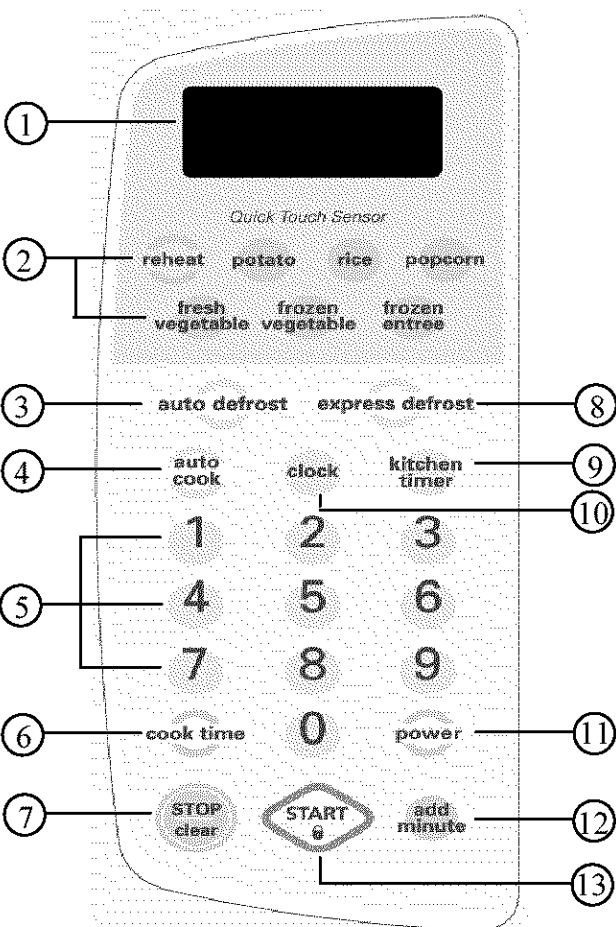 1
Quick Touch Sensor
2
reheat potato rice popcorn
fresh vegetable frozen vegetable frozen entree
3 auto defrost express defrost 8
4 auto cook clock kitchen timer 9
10
1 2 3
5 4 5 6
7 8 9
6 cook time 0 power 11
7 STOP clear START add minute 12
13